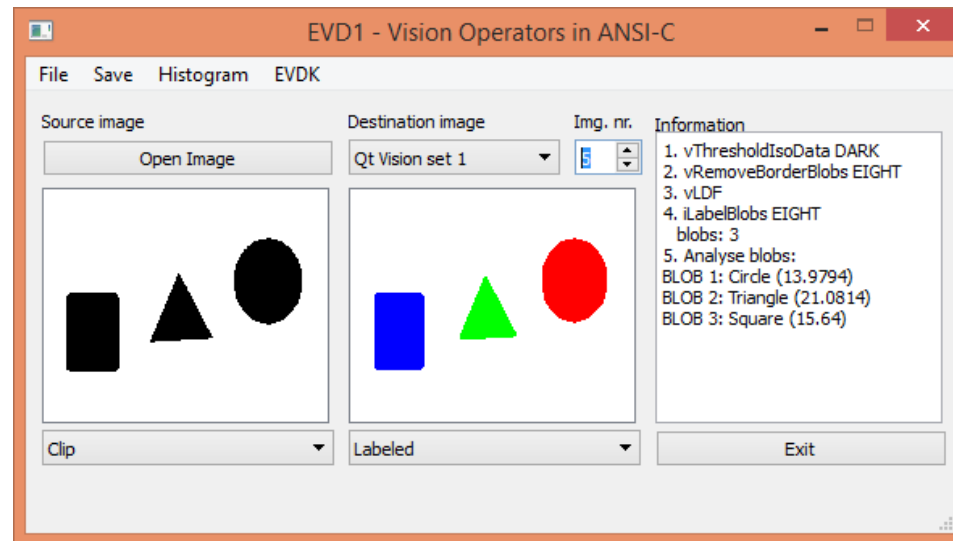 EVD1 - Vision Operators in ANSI-C
File Save Histogram EVDK
Source image
Open Image
Clip
Destination image
Img. nr.
Qt Vision set 1
5
Labeled
Information
1. vThresholdIsoData DARK
2. vRemoveBorderBlobs EIGHT
3. vLDF
4. iLabelBlobs EIGHT
blobs: 3
5. Analyse blobs:
BLOB 1: Circle (13.9794)
BLOB 2: Triangle (21.0814)
BLOB 3: Square (15.64)
Exit